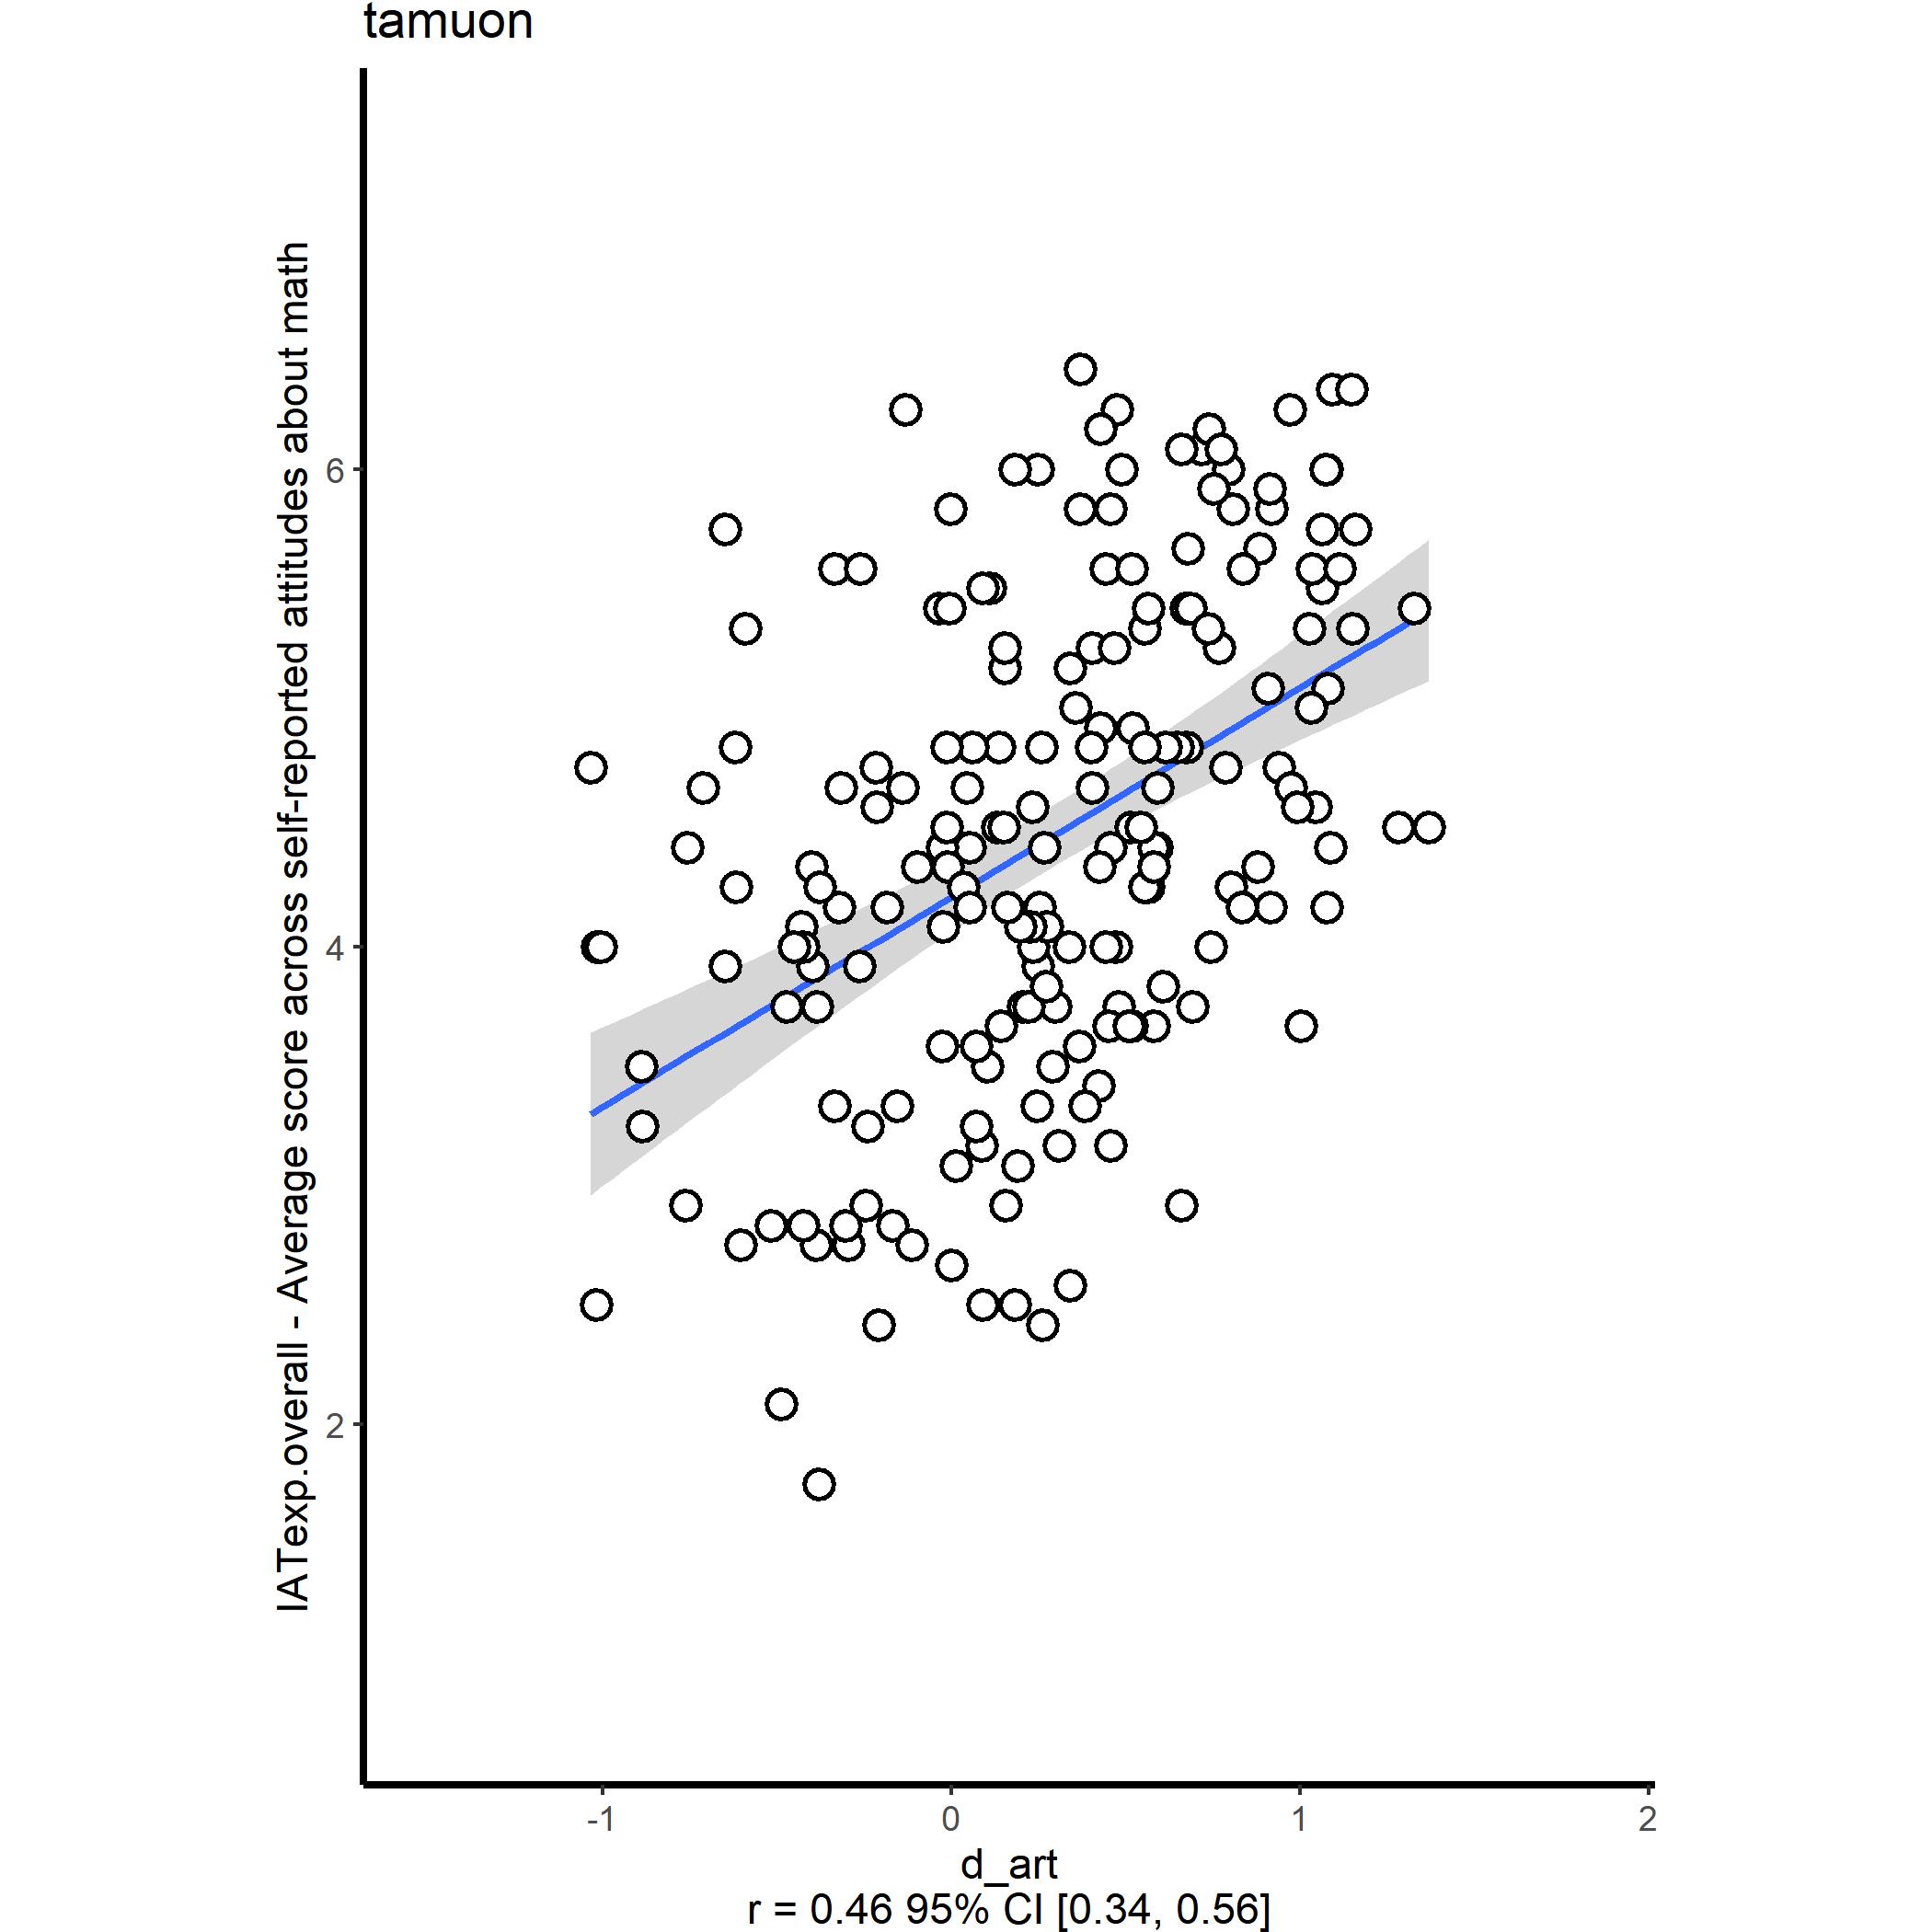 tamuon
IATexp.overall - Average score across self-reported attitudes about math
6
4
2
-1
0
1
2
d_art
r = 0.46 95% CI [0.34, 0.56]